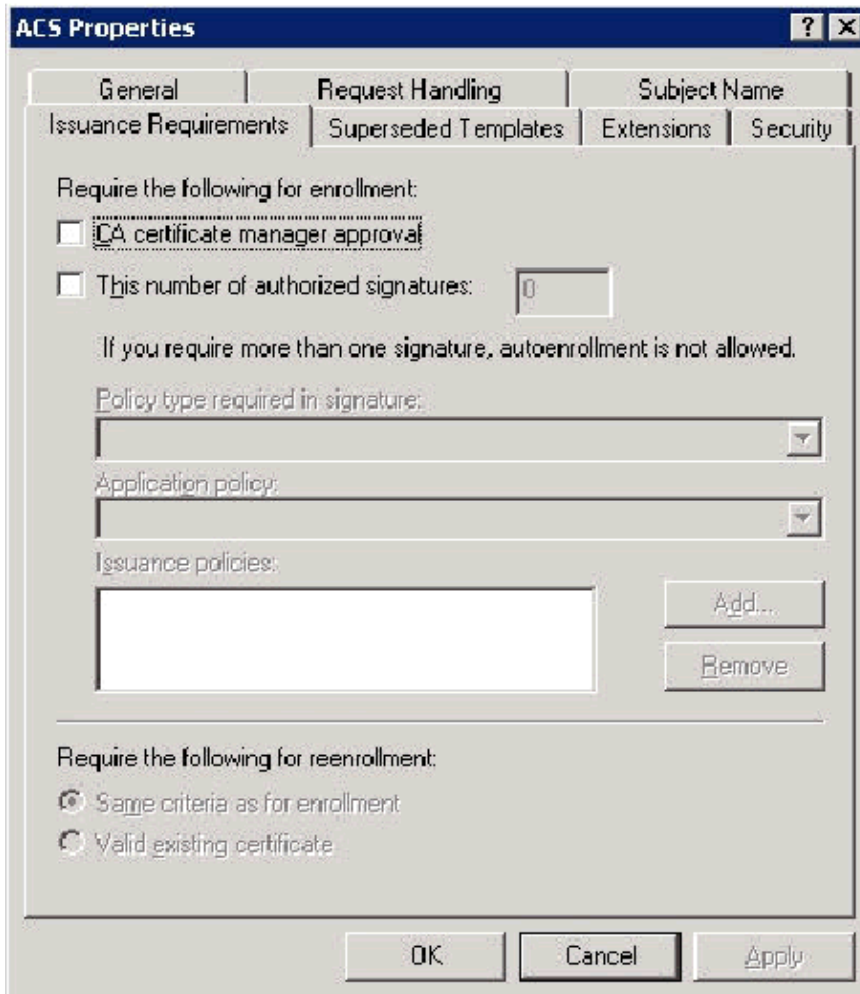 ACS Properties
General Request Handling Subject Name
Issuance Requirements Superseded Templates Extensions Security
Require the following for enrollment:
CA certificate manager approval
This number of authorized signatures: 0
If you require more than one signature, autoenrollment is not allowed.
Policy type required in signature:
Application policy:
Issuance policies:
Add...
Remove
Require the following for reenrollment:
Same criteria as for enrollment
Valid existing certificate
OK Cancel Apply